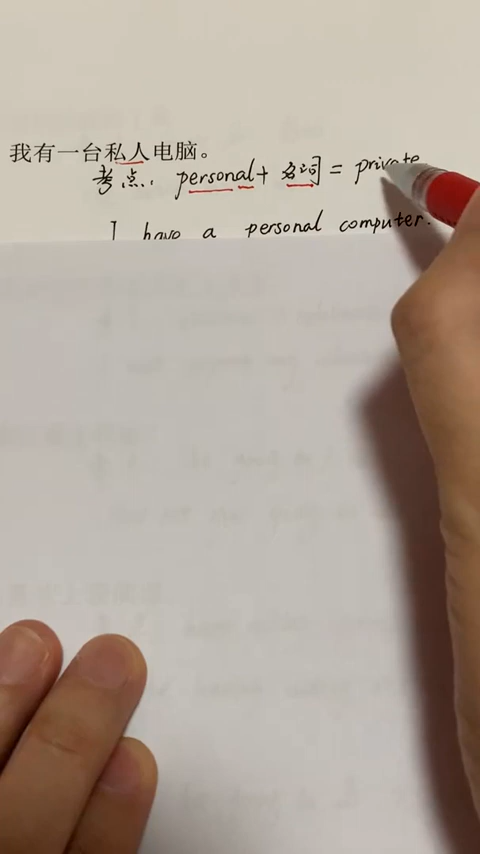 我有一台私人电脑。
考点. personal + 名词 = private
I have a personal computer.